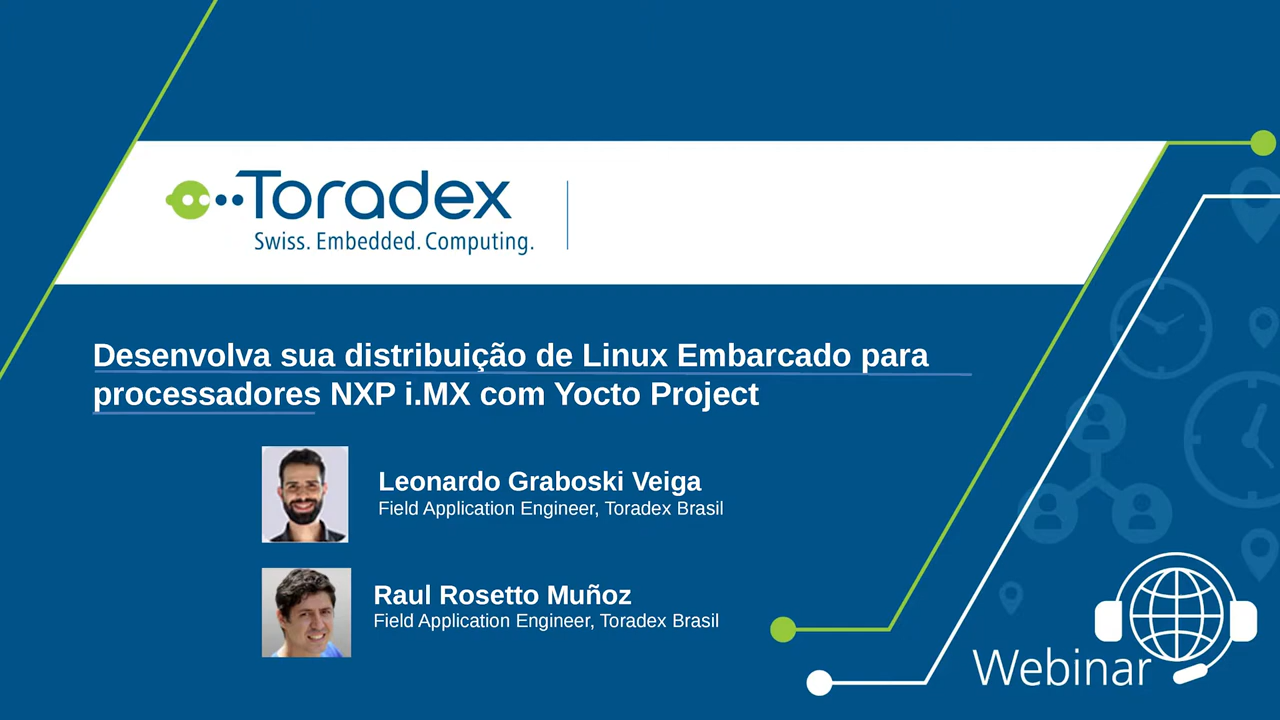 Toradex
Swiss. Embedded. Computing.
Desenvolva sua distribuição de Linux Embarcado para
processadores NXP i.MX com Yocto Project
Leonardo Graboski Veiga
Field Application Engineer, Toradex Brasil
Raul Rosetto Muñoz
Field Application Engineer, Toradex Brasil
Webinar